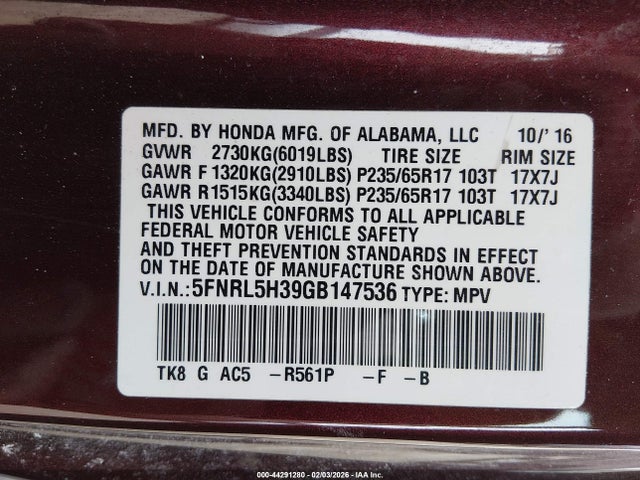 MFD. BY HONDA MFG. OF ALABAMA, LLC 10/'16
GVWR 2730KG(6019LBS) TIRE SIZE RIM SIZE
GAWR F 1320KG(2910LBS) P235/65R17 103T 17X7J
GAWR R1515KG(3340LBS) P235/65R17 103T 17X7J
THIS VEHICLE CONFORMS TO ALL APPLICABLE
FEDERAL MOTOR VEHICLE SAFETY
AND THEFT PREVENTION STANDARDS IN EFFECT
ON THE DATE OF MANUFACTURE SHOWN ABOVE.
V.I.N.:5FNRL5H39GB147536 TYPE: MPV
TK8 G AC5 –R561P –F –B
000-44291280 - 02/03/2026 - IAA Inc.